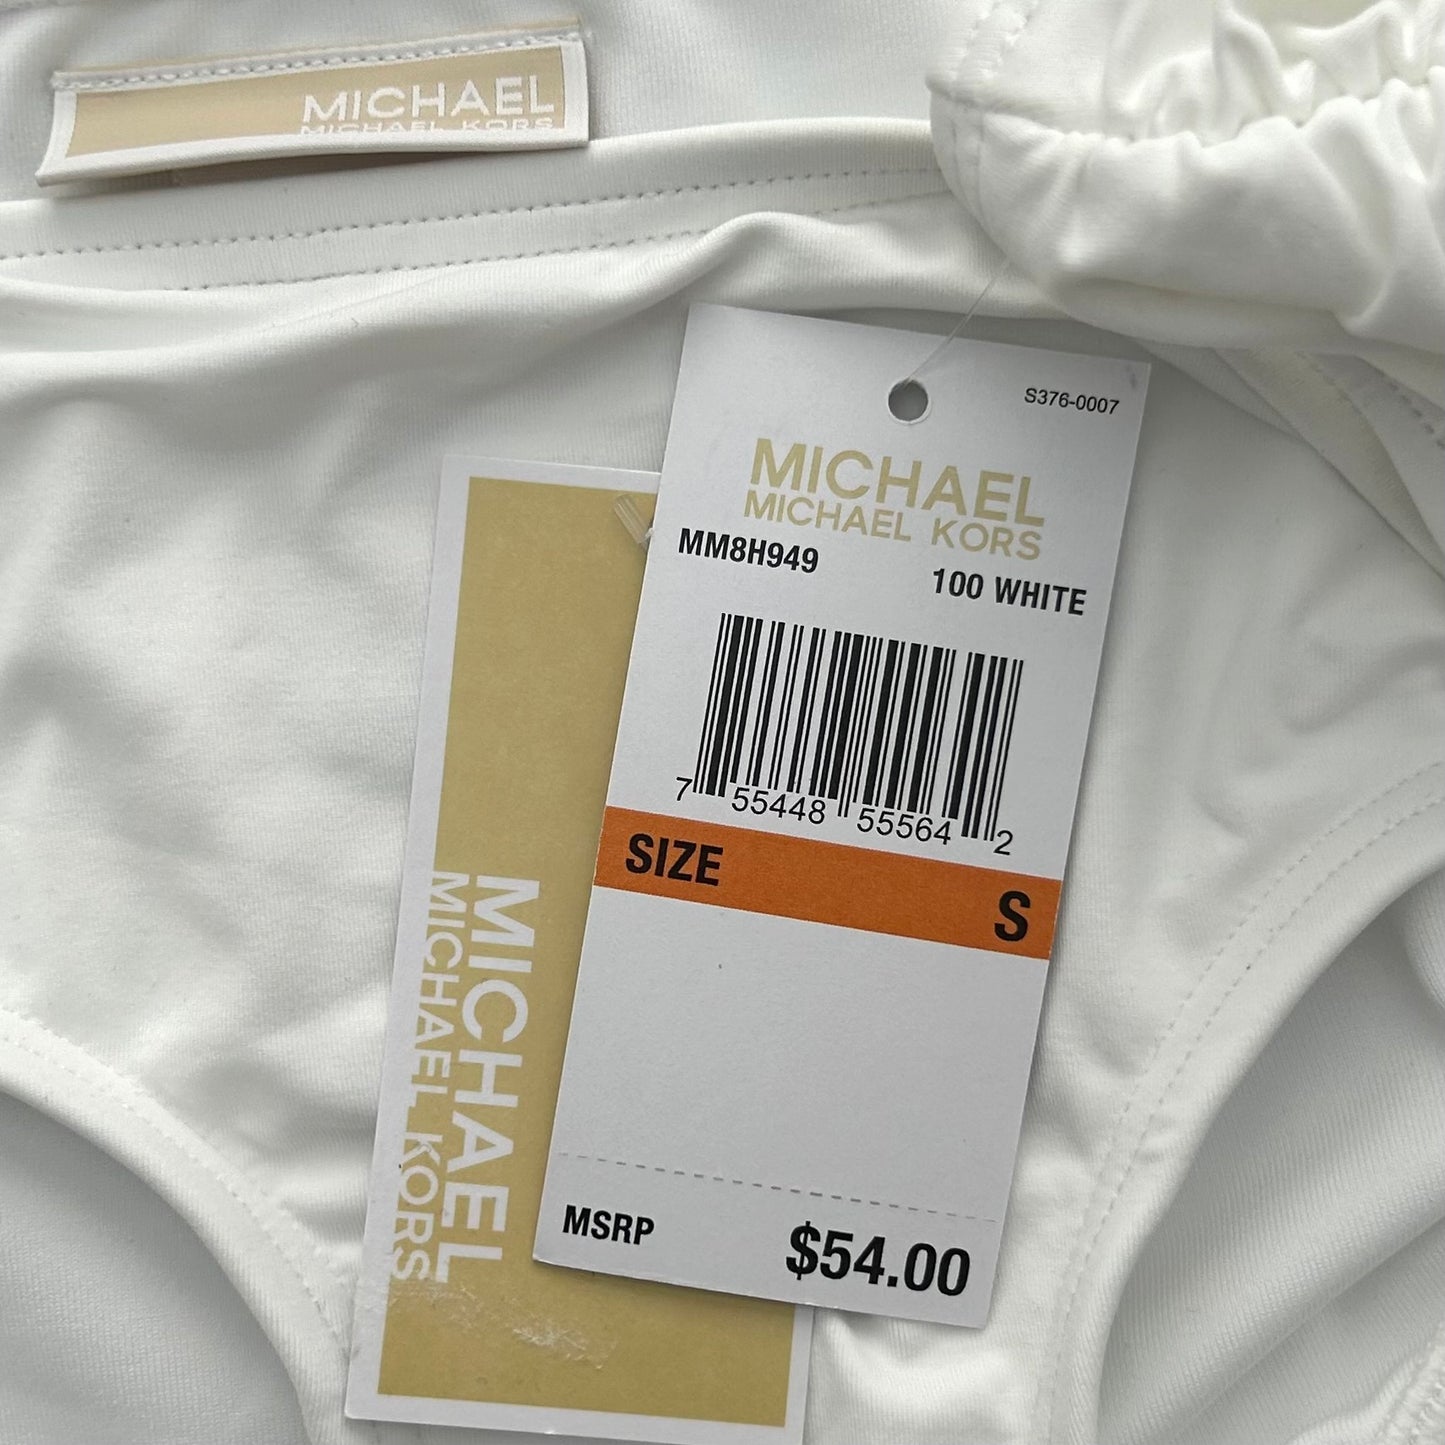 MICHAEL
MICHAEL KORS
S376-0007
MICHAEL
MICHAEL KORS
MM8H949
100 WHITE
7 55448 55564 2
SIZE S
MSRP $54.00
MICHAEL
MICHAEL KORS